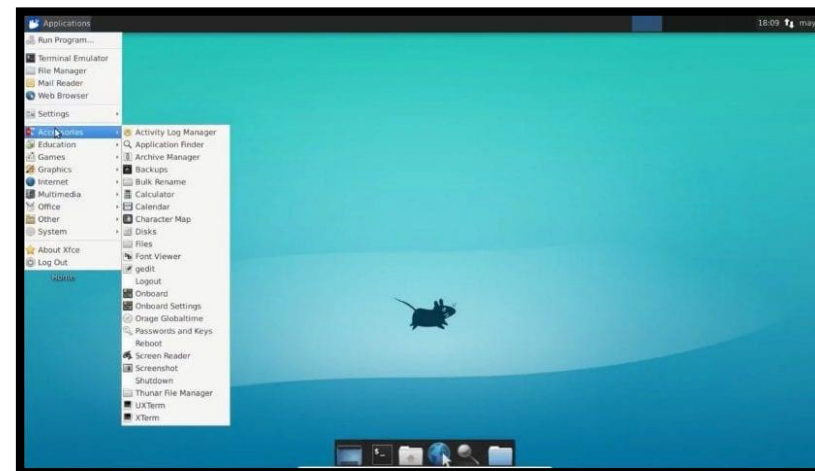 Applications
18:09 may
Run Program...
Terminal Emulator
File Manager
Mail Reader
Web Browser
Settings
Accessories
Education
Games
Graphics
Internet
Multimedia
Office
Other
System
About Xfce
Log Out
Home
Activity Log Manager
Application Finder
Archive Manager
Backups
Bulk Rename
Calculator
Calendar
Character Map
Disks
Files
Font Viewer
gedit
Logout
Onboard
Onboard Settings
Orage Globaltime
Passwords and Keys
Reboot
Screen Reader
Screenshot
Shutdown
Thunar File Manager
UXTerm
XTerm